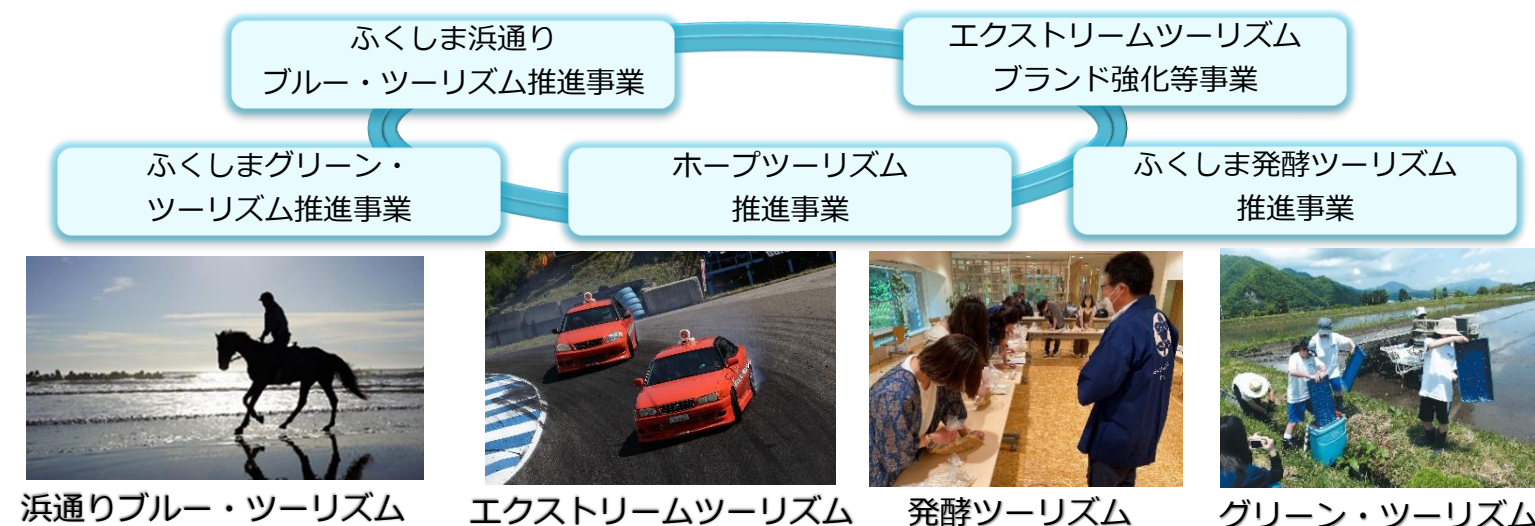 ふくしま浜通り
ブルー・ツーリズム推進事業
エクストリームツーリズム
ブランド強化等事業
ふくしまグリーン・
ツーリズム推進事業
ホープツーリズム
推進事業
ふくしま発酵ツーリズム
推進事業
浜通りブルー・ツーリズム
エクストリームツーリズム
発酵ツーリズム
グリーン・ツーリズム